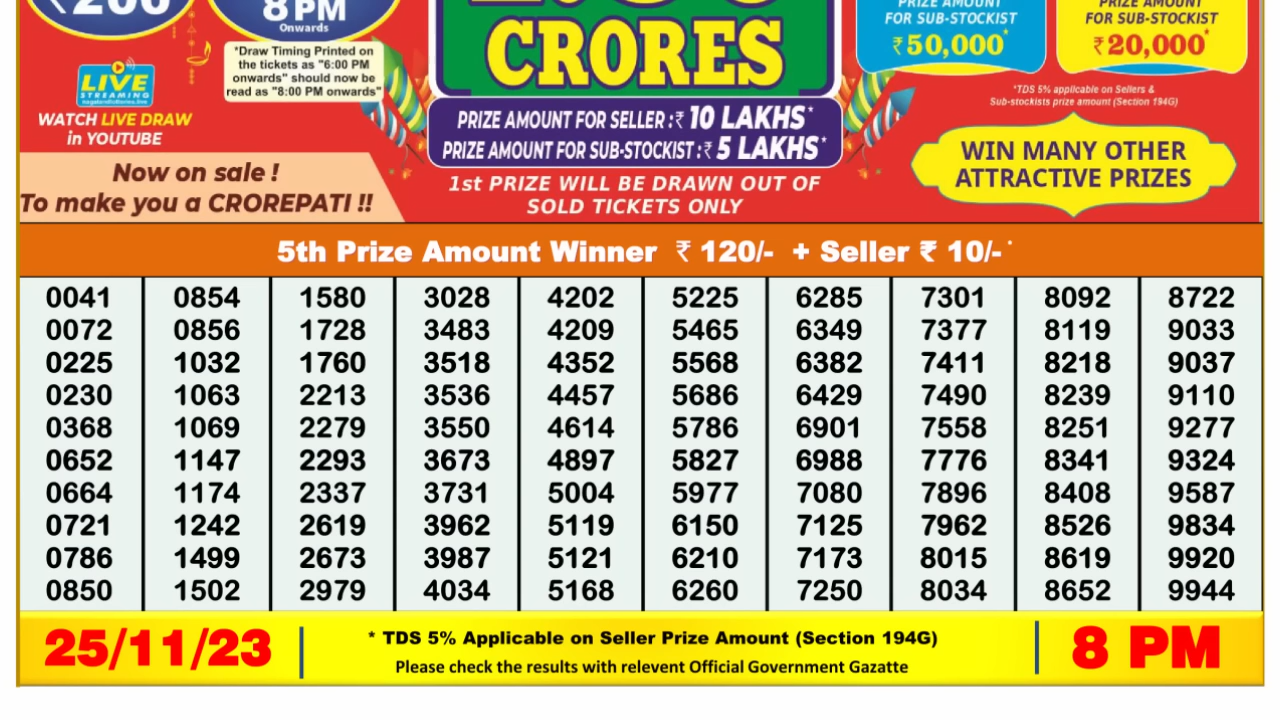 8 PM
Onwards
*Draw Timing Printed on
the tickets as "6:00 PM
onwards" should now be
read as "8:00 PM onwards"
LIVE
STREAMING
nagalandlotteries.live
WATCH LIVE DRAW
in YOUTUBE
Now on sale !
To make you a CROREPATI !!
CRORES
PRIZE AMOUNT FOR SELLER :₹ 10 LAKHS*
PRIZE AMOUNT FOR SUB-STOCKIST :₹ 5 LAKHS*
1st PRIZE WILL BE DRAWN OUT OF
SOLD TICKETS ONLY
PRIZE AMOUNT
FOR SUB-STOCKIST
₹50,000*
PRIZE AMOUNT
FOR SUB-STOCKIST
₹20,000*
*TDS 5% applicable on Sellers &
Sub-stockists prize amount (Section 194G)
WIN MANY OTHER
ATTRACTIVE PRIZES
5th Prize Amount Winner ₹ 120/- + Seller ₹ 10/-*
0041 0854 1580 3028 4202 5225 6285 7301 8092 8722
0072 0856 1728 3483 4209 5465 6349 7377 8119 9033
0225 1032 1760 3518 4352 5568 6382 7411 8218 9037
0230 1063 2213 3536 4457 5686 6429 7490 8239 9110
0368 1069 2279 3550 4614 5786 6901 7558 8251 9277
0652 1147 2293 3673 4897 5827 6988 7776 8341 9324
0664 1174 2337 3731 5004 5977 7080 7896 8408 9587
0721 1242 2619 3962 5119 6150 7125 7962 8526 9834
0786 1499 2673 3987 5121 6210 7173 8015 8619 9920
0850 1502 2979 4034 5168 6260 7250 8034 8652 9944
25/11/23
* TDS 5% Applicable on Seller Prize Amount (Section 194G)
Please check the results with relevent Official Government Gazatte
8 PM